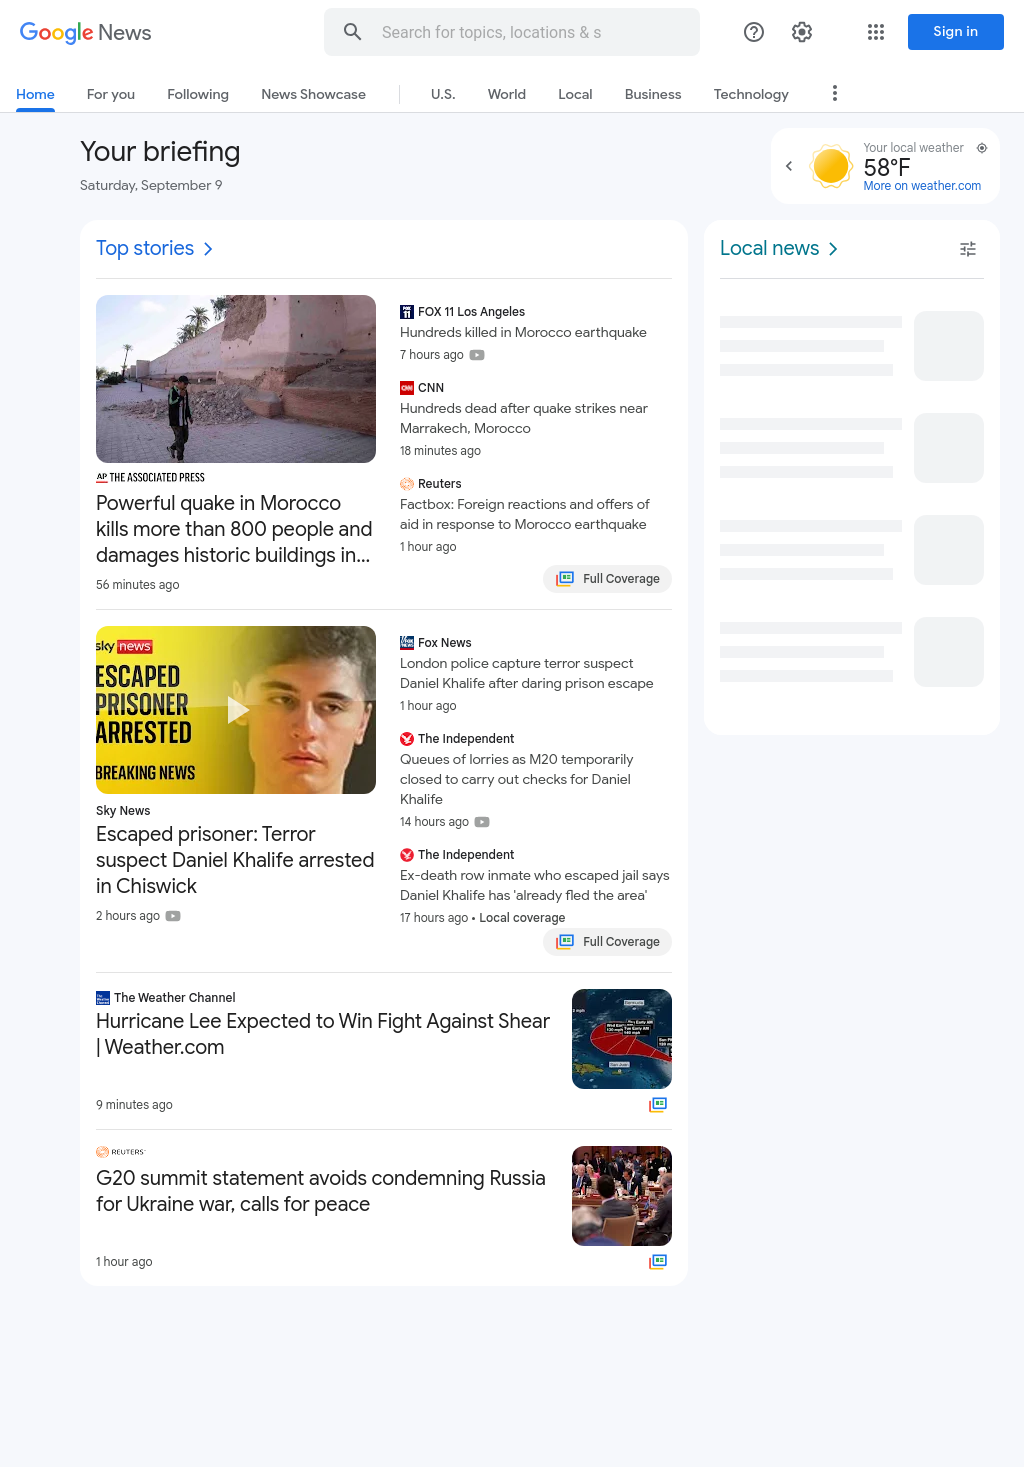 Google News
Search for topics, locations & s
Sign in
Home
For you
Following
News Showcase
U.S.
World
Local
Business
Technology
Your briefing
Saturday, September 9
Your local weather
58°F
More on weather.com
Top stories
AP THE ASSOCIATED PRESS
Powerful quake in Morocco
kills more than 800 people and
damages historic buildings in...
56 minutes ago
FOX 11 Los Angeles
Hundreds killed in Morocco earthquake
7 hours ago
CNN
Hundreds dead after quake strikes near
Marrakech, Morocco
18 minutes ago
Reuters
Factbox: Foreign reactions and offers of
aid in response to Morocco earthquake
1 hour ago
Full Coverage
sky news
ESCAPED
PRISONER
ARRESTED
BREAKING NEWS
Sky News
Escaped prisoner: Terror
suspect Daniel Khalife arrested
in Chiswick
2 hours ago
Fox News
London police capture terror suspect
Daniel Khalife after daring prison escape
1 hour ago
The Independent
Queues of lorries as M20 temporarily
closed to carry out checks for Daniel
Khalife
14 hours ago
The Independent
Ex-death row inmate who escaped jail says
Daniel Khalife has 'already fled the area'
17 hours ago • Local coverage
Full Coverage
The Weather Channel
Hurricane Lee Expected to Win Fight Against Shear
| Weather.com
9 minutes ago
REUTERS
G20 summit statement avoids condemning Russia
for Ukraine war, calls for peace
1 hour ago
Local news